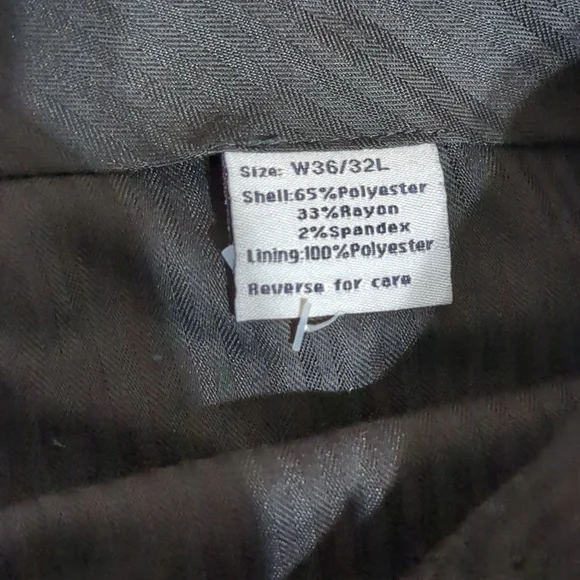 Size: W36/32L
Shell:65%Polyester
33%Rayon
2%Spandex
Lining:100%Polyester
Reverse for care